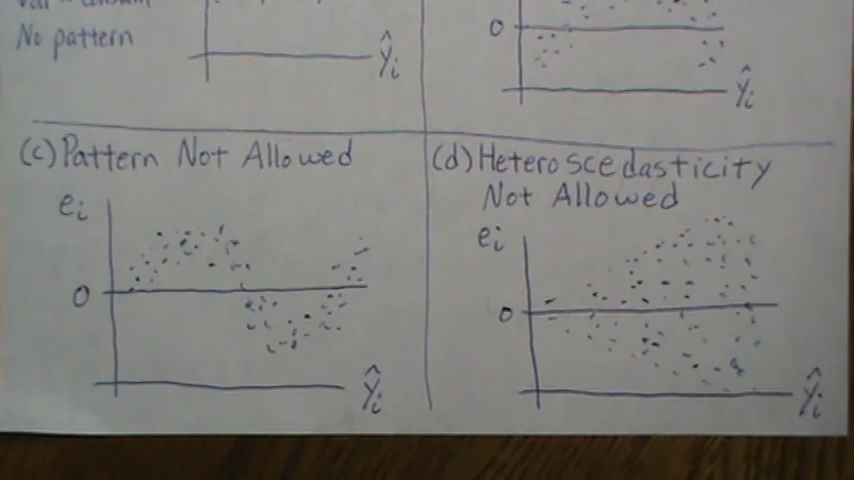 No pattern
ŷi
0
ŷi
(c) Pattern Not Allowed
ei
0
ŷi
(d) Heteroscedasticity
Not Allowed
ei
0
ŷi